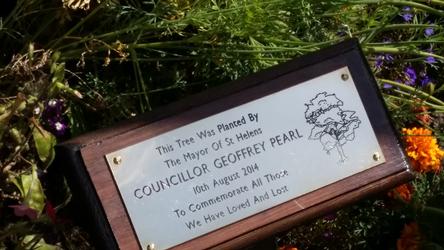 This Tree Was Planted By
The Mayor Of St Helens
COUNCILLOR GEOFFREY PEARL
10th August 2014
To Commemorate All Those
We Have Loved And Lost